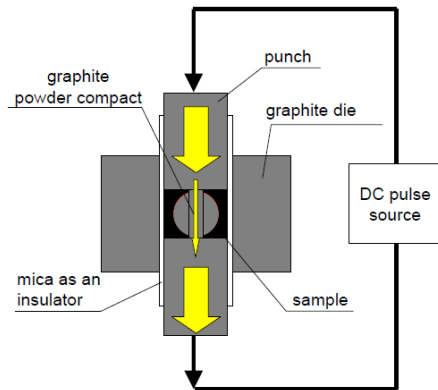 graphite
powder compact
punch
graphite die
DC pulse
source
mica as an
insulator
sample